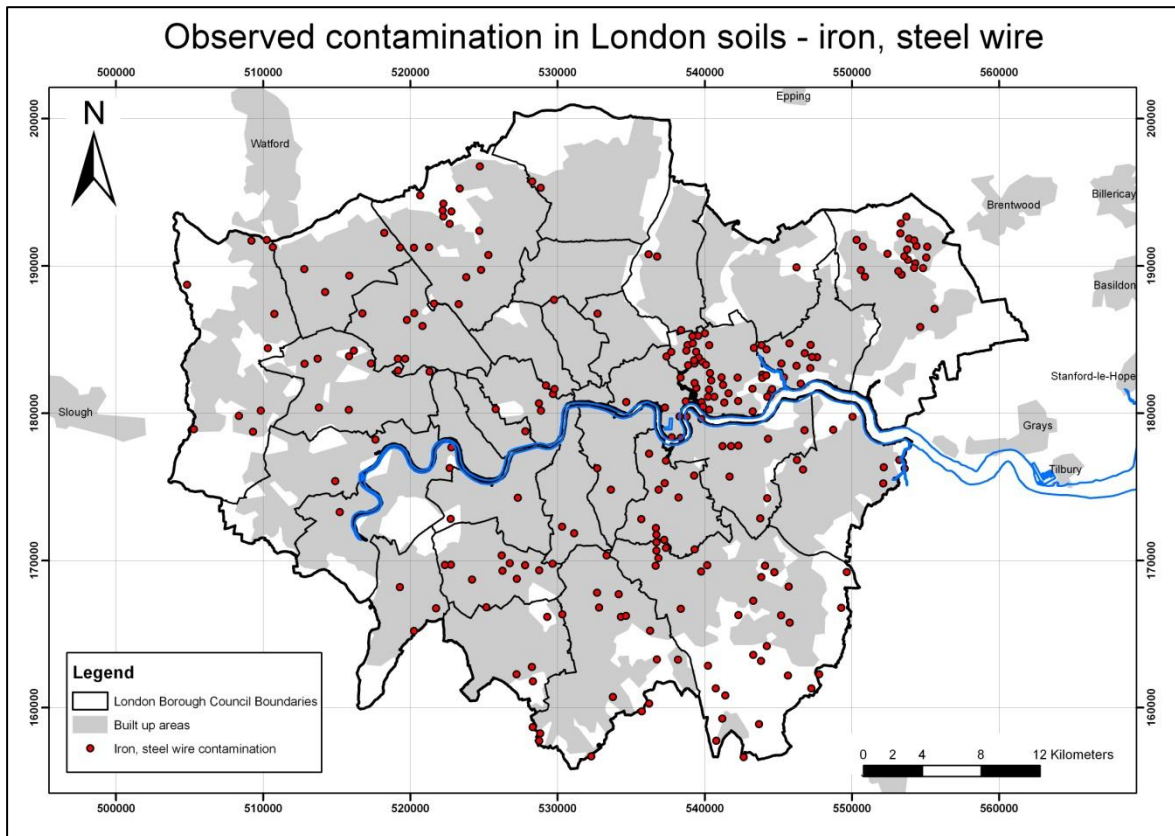 Observed contamination in London soils - iron, steel wire
500000 510000 520000 530000 540000 550000 560000
N
Epping
200000 200000
Watford
Billericay
Brentwood
190000 190000
Basildon
Stanford-le-Hope
Slough
180000 180000
Grays
Tilbury
170000 170000
Legend
London Borough Council Boundaries
Built up areas
Iron, steel wire contamination
160000 160000
0 2 4 8 12 Kilometers
500000 510000 520000 530000 540000 550000 560000